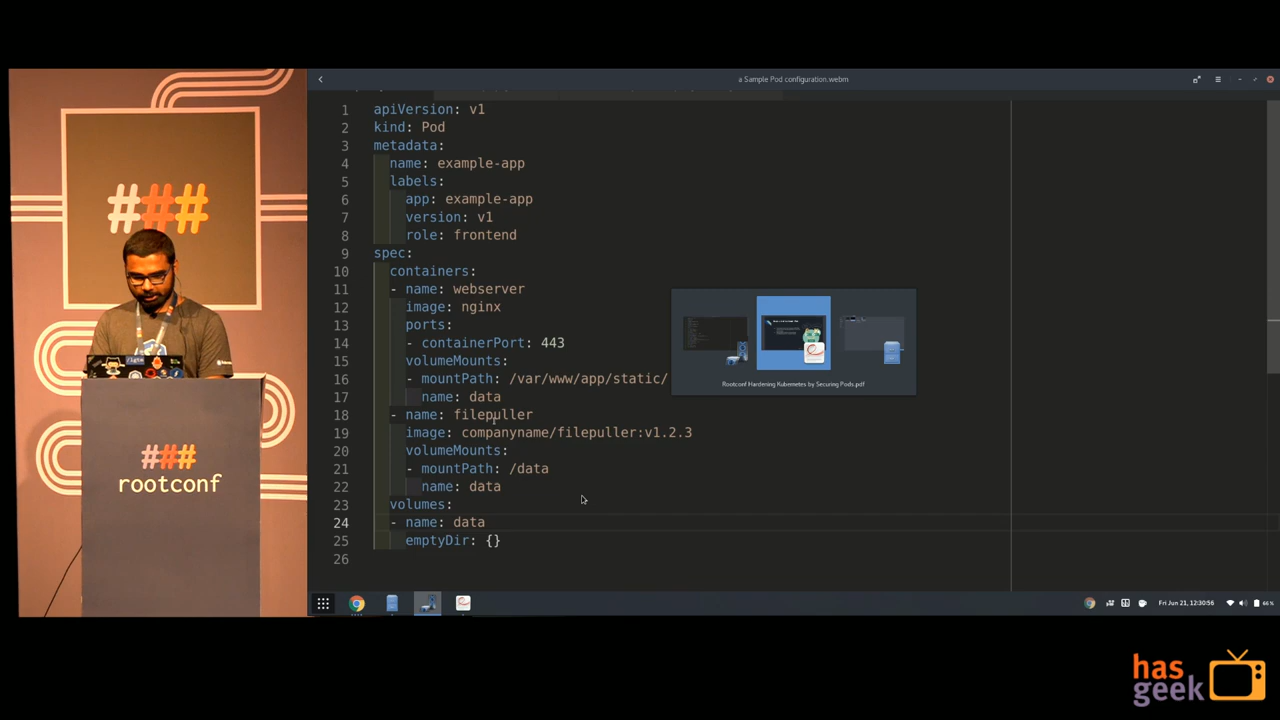 a Sample Pod configuration.webm
1 apiVersion: v1
2 kind: Pod
3 metadata:
4 name: example-app
5 labels:
6 app: example-app
7 version: v1
8 role: frontend
9 spec:
10 containers:
11 - name: webserver
12 image: nginx
13 ports:
14 - containerPort: 443
15 volumeMounts:
16 - mountPath: /var/www/app/static/
17 name: data
18 - name: filepuller
19 image: companyname/filepuller:v1.2.3
20 volumeMounts:
21 - mountPath: /data
22 name: data
23 volumes:
24 - name: data
25 emptyDir: {}
26
Rootconf Hardening Kubernetes by Securing Pods.pdf
Fri Jun 21, 12:30:56
66%
###
###
rootconf
has
geek